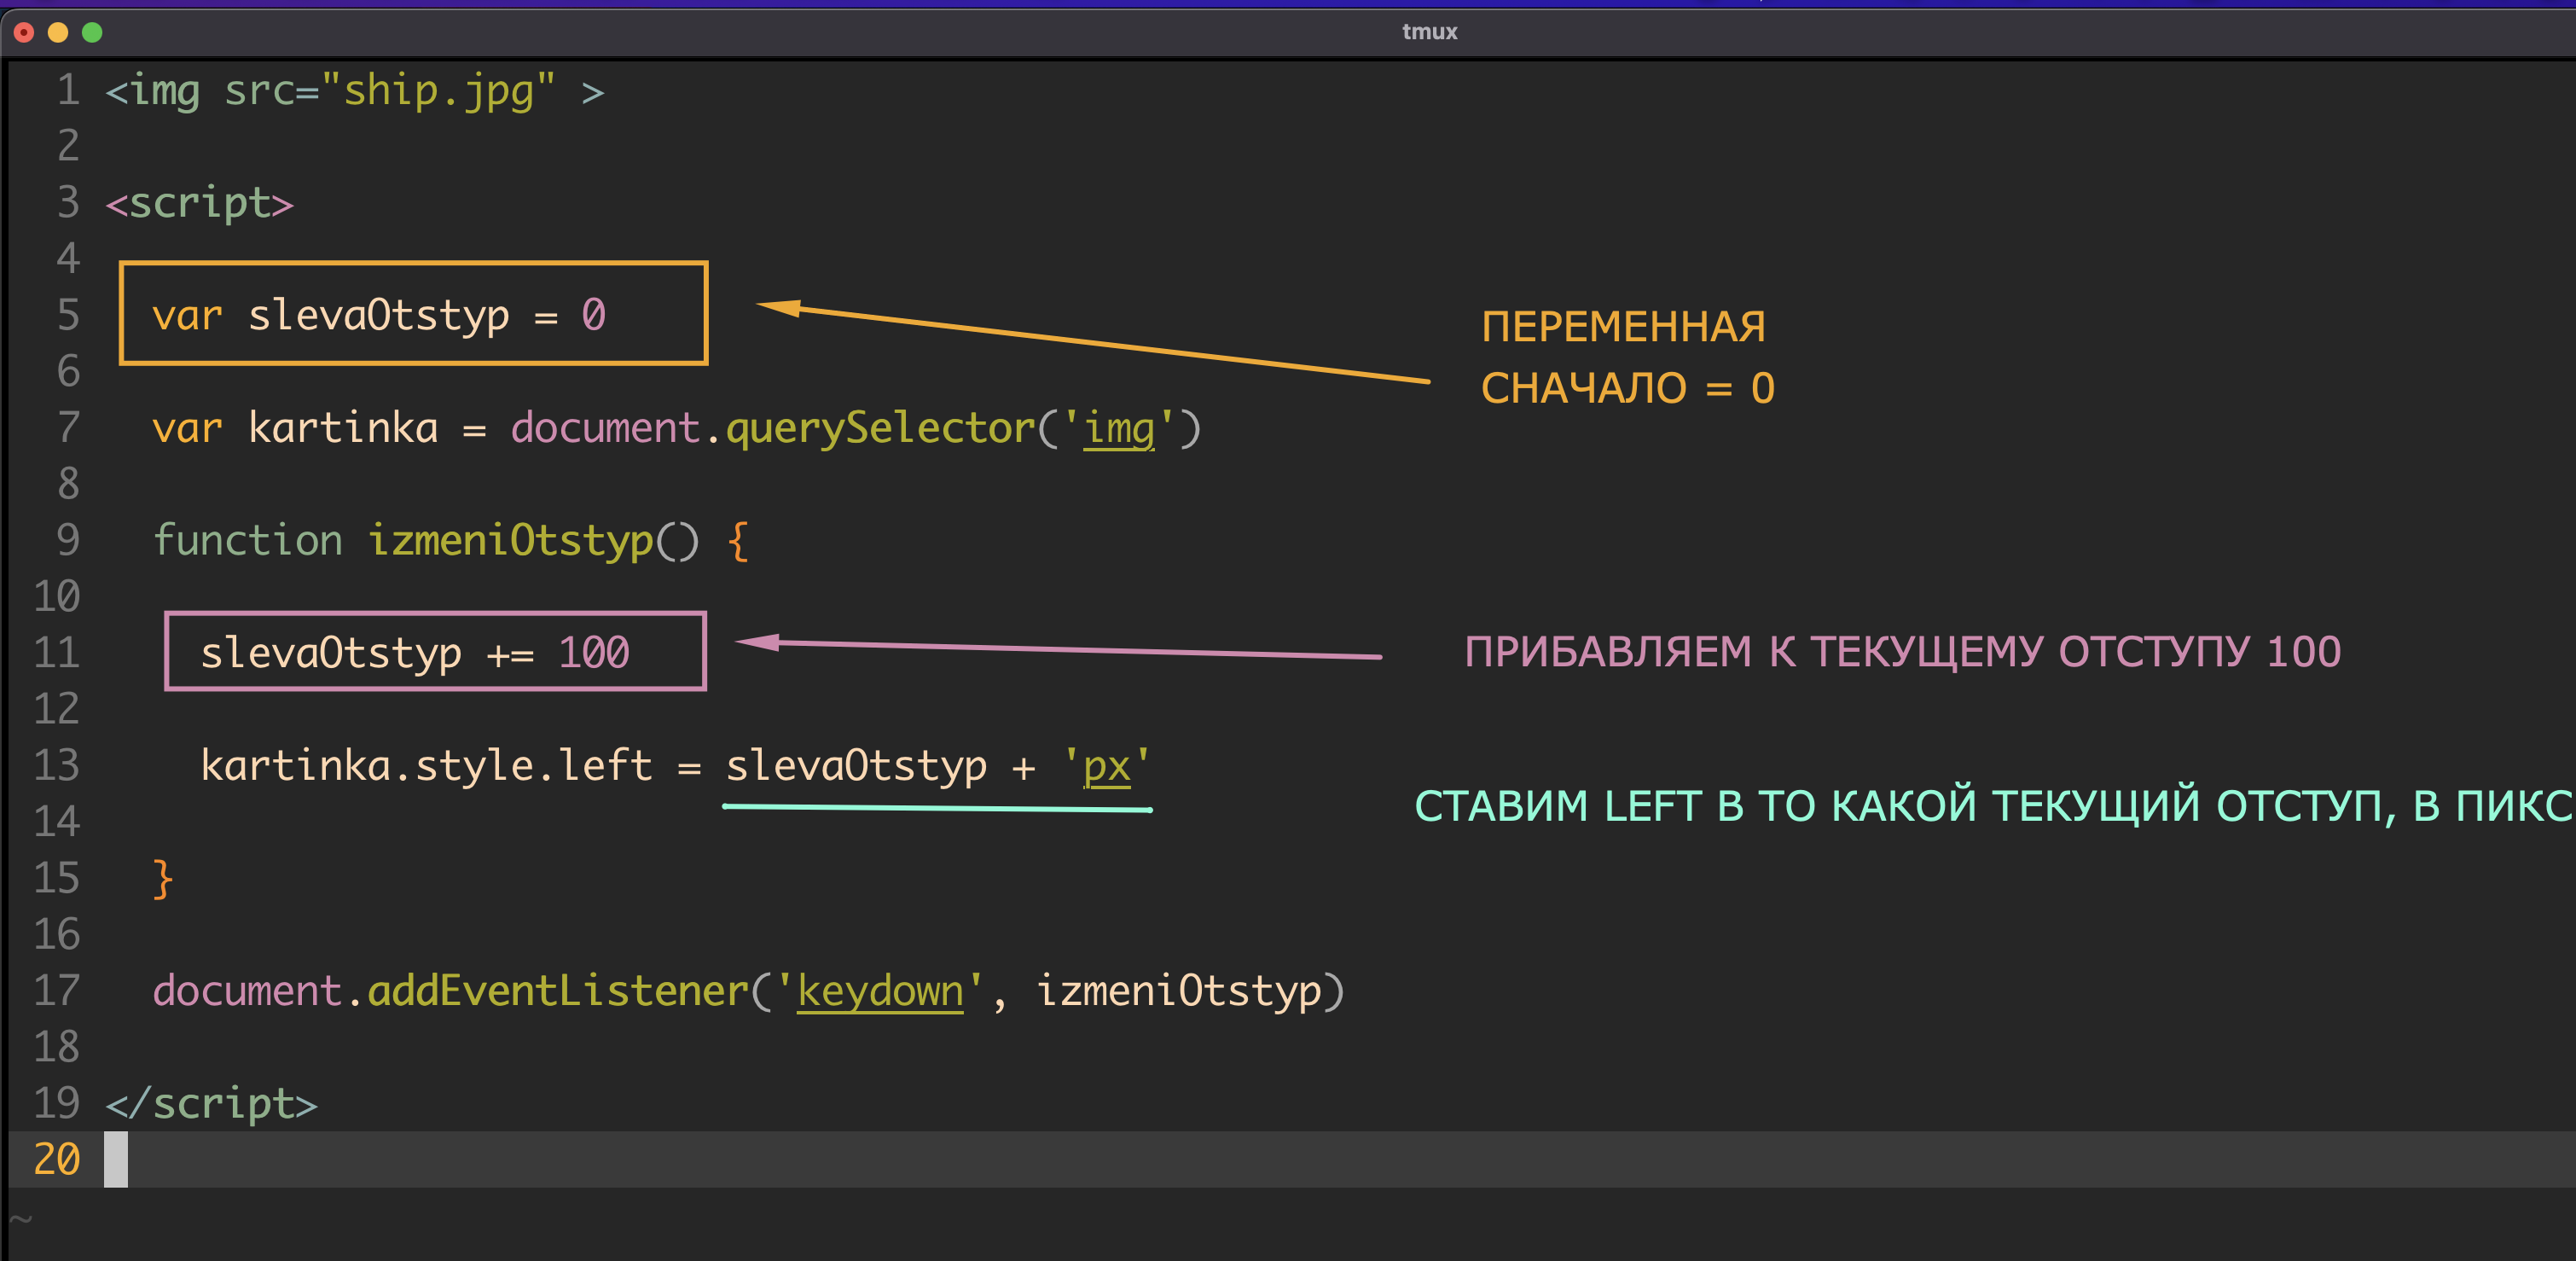 tmux
1 <img src="ship.jpg" >
2
3 <script>
4
5 var slevaOtstyp = 0
ПЕРЕМЕННАЯ
СНАЧАЛО = 0
6
7 var kartinka = document.querySelector('img')
8
9 function izmeniOtstyp() {
10
11 slevaOtstyp += 100
ПРИБАВЛЯЕМ К ТЕКУЩЕМУ ОТСТУПУ 100
12
13 kartinka.style.left = slevaOtstyp + 'px'
СТАВИМ LEFT В ТО КАКОЙ ТЕКУЩИЙ ОТСТУП, В ПИКС
14
15 }
16
17 document.addEventListener('keydown', izmeniOtstyp)
18
19 </script>
20
~